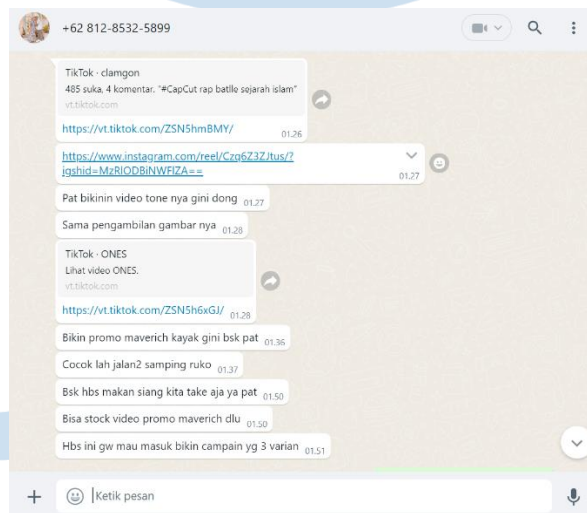 +62 812-8532-5899
TikTok · clamgon
485 suka, 4 komentar. "#CapCut rap batlle sejarah islam"
vt.tiktok.com
https://vt.tiktok.com/ZSN5hmBMY/ 01.26
https://www.instagram.com/reel/Czq6Z3ZJtus/?
igshid=MzRlODBiNWFlZA== 01.27
Pat bikinin video tone nya gini dong 01.27
Sama pengambilan gambar nya 01.28
TikTok · ONES
Lihat video ONES.
vt.tiktok.com
https://vt.tiktok.com/ZSN5h6xGJ/ 01.28
Bikin promo maverich kayak gini bsk pat 01.36
Cocok lah jalan2 samping ruko 01.37
Bsk hbs makan siang kita take aja ya pat 01.50
Bisa stock video promo maverich dlu 01.50
Hbs ini gw mau masuk bikin campain yg 3 varian 01.51
Ketik pesan